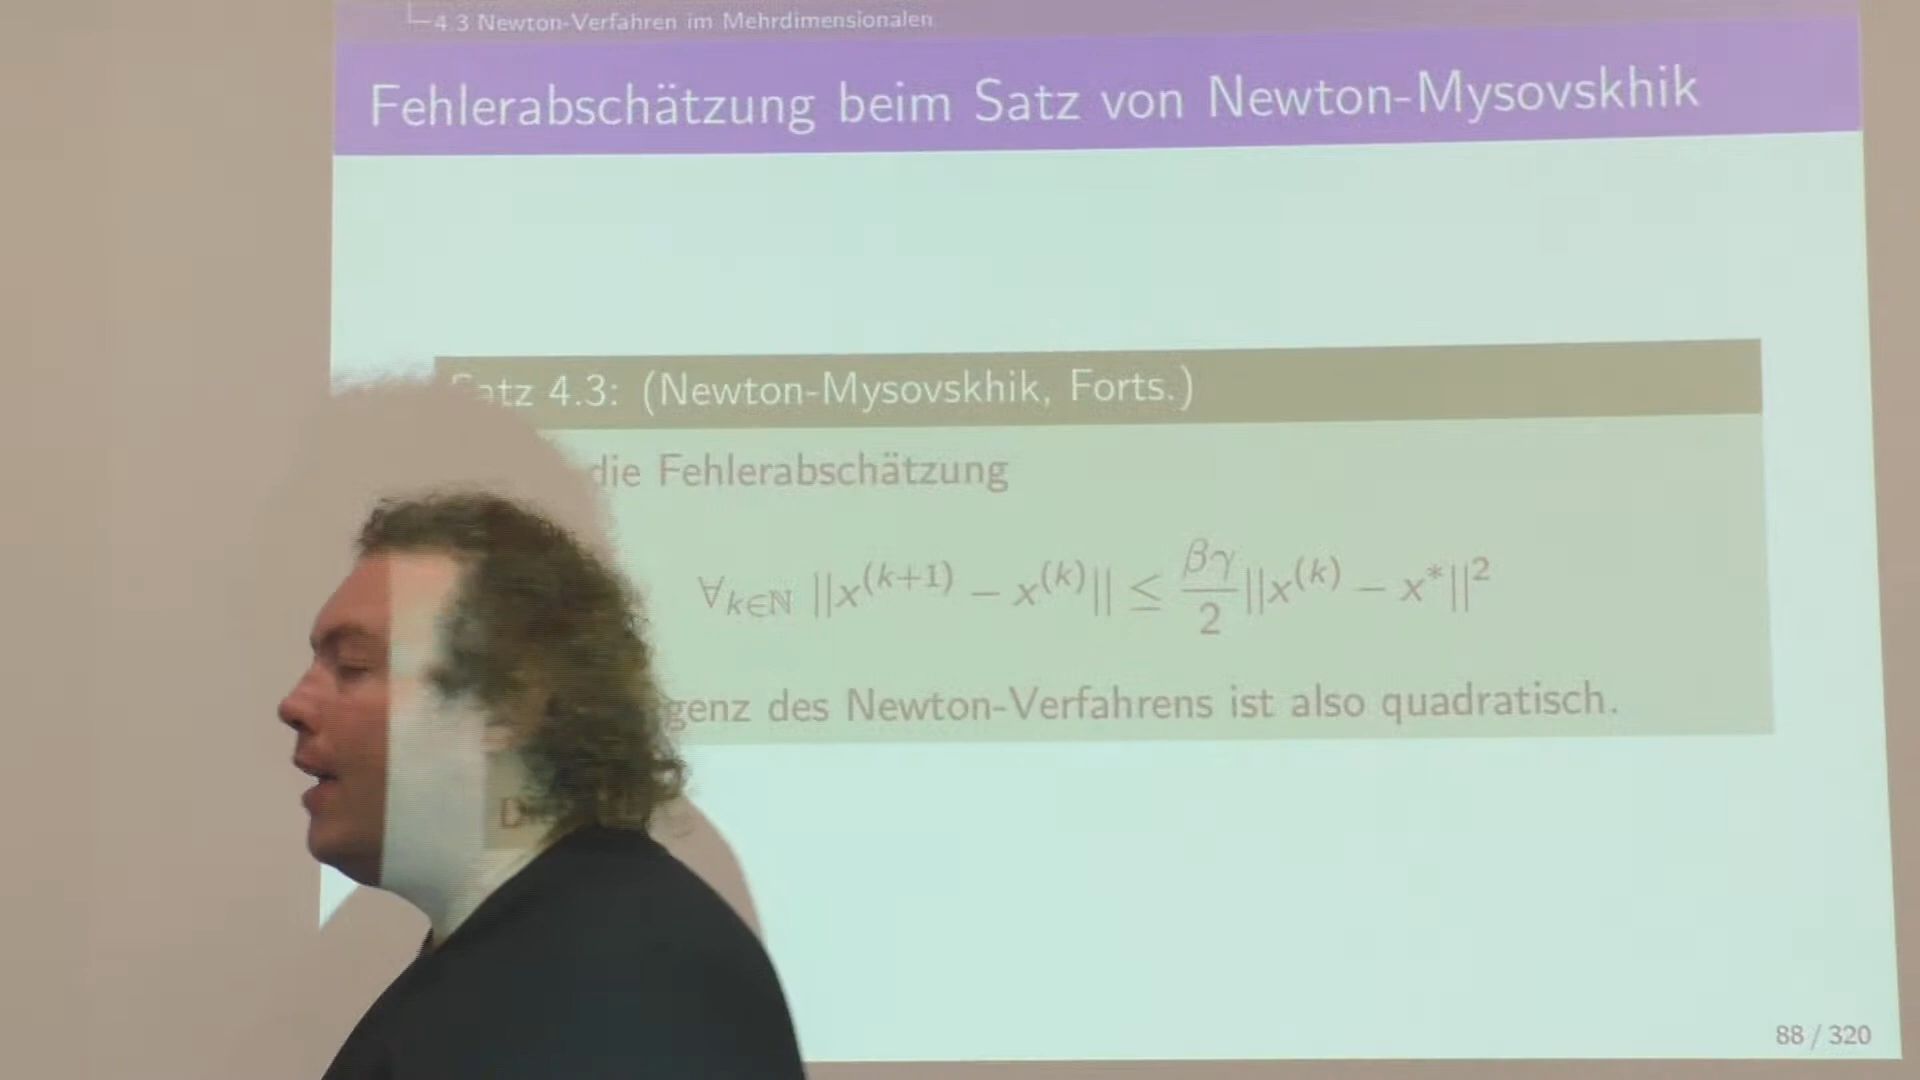 4.3 Newton-Verfahren im Mehrdimensionalen
Fehlerabschätzung beim Satz von Newton-Mysovskhik
Satz 4.3: (Newton-Mysovskhik, Forts.)
die Fehlerabschätzung
∀k∈ℕ ||x^(k+1) − x^(k)|| ≤ βγ/2 ||x^(k) − x*||²
genz des Newton-Verfahrens ist also quadratisch.
88 / 320